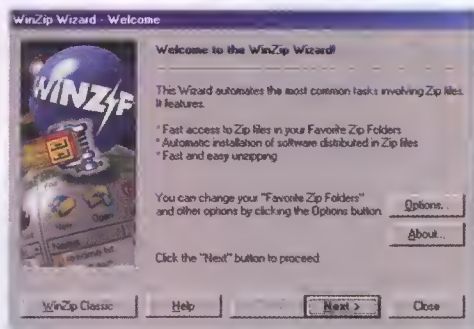 WinZip Wizard - Welcome
WINZIP
Welcome to the WinZip Wizard!
This Wizard automates the most common tasks involving Zip files.
It features:
* Fast access to Zip files in your Favorite Zip Folders
* Automatic installation of software distributed in Zip files
* Fast and easy unzipping
You can change your "Favorite Zip Folders"
and other options by clicking the Options button.
Options...
About...
Click the "Next" button to proceed
Open
Name
WinZip Classic
Help
Next >
Close